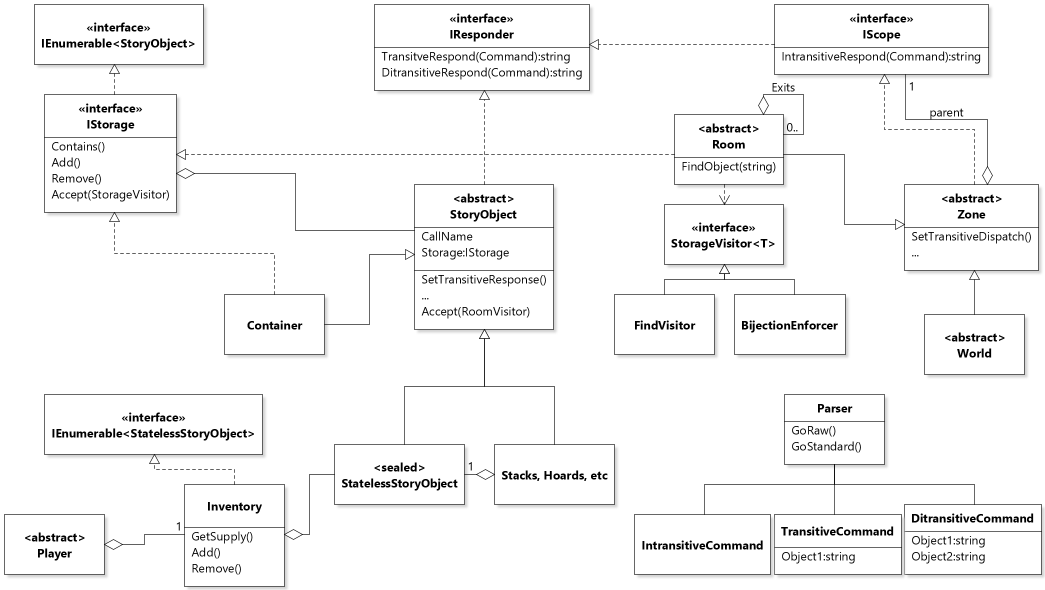 «interface»
IEnumerable<StoryObject>
«interface»
IResponder
TransitveRespond(Command):string
DitransitiveRespond(Command):string
«interface»
IScope
IntransitiveRespond(Command):string
«interface»
IStorage
Contains()
Add()
Remove()
Accept(StorageVisitor)
Exits
0..
<abstract>
Room
FindObject(string)
1
parent
<abstract>
StoryObject
CallName
Storage:IStorage
SetTransitiveResponse()
...
Accept(RoomVisitor)
«interface»
StorageVisitor<T>
<abstract>
Zone
SetTransitiveDispatch()
...
Container
FindVisitor
BijectionEnforcer
<abstract>
World
«interface»
IEnumerable<StatelessStoryObject>
Parser
GoRaw()
GoStandard()
<sealed>
StatelessStoryObject
1
Stacks, Hoards, etc
<abstract>
Player
1
Inventory
GetSupply()
Add()
Remove()
IntransitiveCommand
TransitiveCommand
Object1:string
DitransitiveCommand
Object1:string
Object2:string